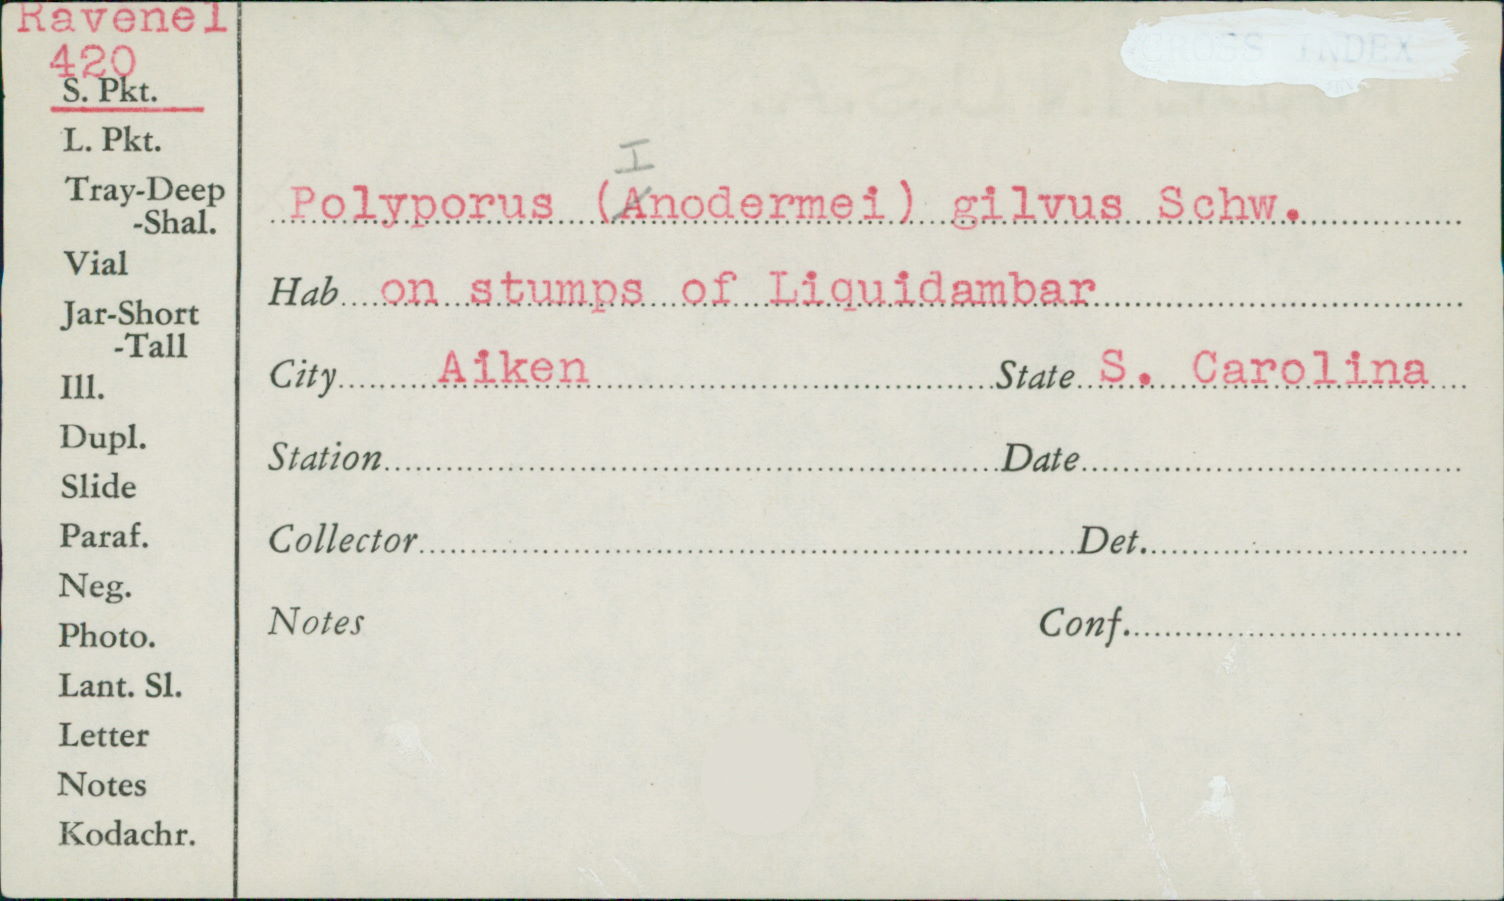 Ravenel
420
S. Pkt.
L. Pkt.
Tray-Deep
-Shal.
Vial
Jar-Short
-Tall
Ill.
Dupl.
Slide
Paraf.
Neg.
Photo.
Lant. Sl.
Letter
Notes
Kodachr.
CROSS INDEX
I
Polyporus (Anodermei) gilvus Schw.
Hab on stumps of Liquidambar
City Aiken State S. Carolina
Station Date
Collector Det.
Notes Conf.